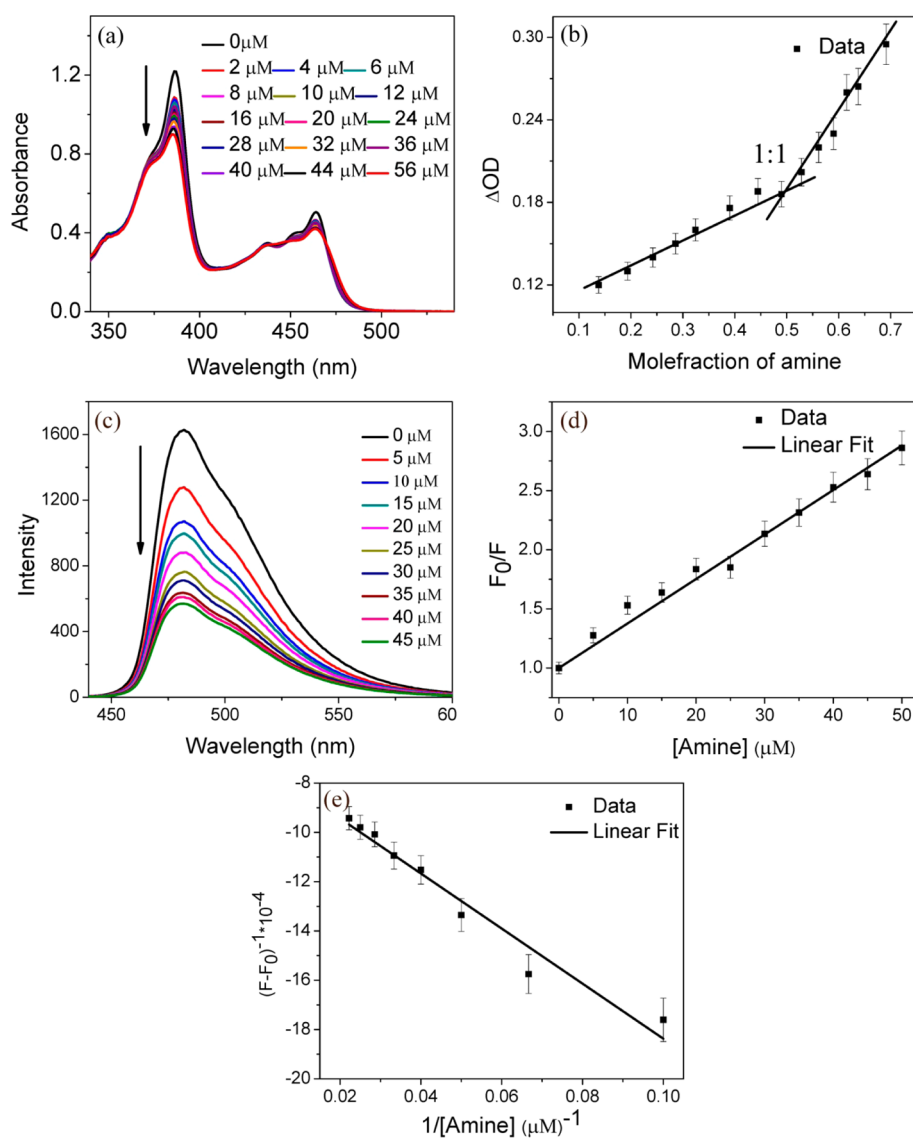 (a)
0μM
2 μM 4 μM 6 μM
8 μM 10 μM 12 μM
16 μM 20 μM 24 μM
28 μM 32 μM 36 μM
40 μM 44 μM 56 μM
Absorbance
1.2
0.8
0.4
0.0
350 400 450 500
Wavelength (nm)
(b)
Data
1:1
ΔOD
0.30
0.24
0.18
0.12
0.1 0.2 0.3 0.4 0.5 0.6 0.7
Molefraction of amine
(c)
0 μM
5 μM
10 μM
15 μM
20 μM
25 μM
30 μM
35 μM
40 μM
45 μM
Intensity
1600
1200
800
400
0
450 500 550 60
Wavelength (nm)
(d)
Data
Linear Fit
F0/F
3.0
2.5
2.0
1.5
1.0
0 10 20 30 40 50
[Amine] (μM)
(e)
Data
Linear Fit
(F-F0)-1*10-4
-8
-10
-12
-14
-16
-18
-20
0.02 0.04 0.06 0.08 0.10
1/[Amine] (μM)-1